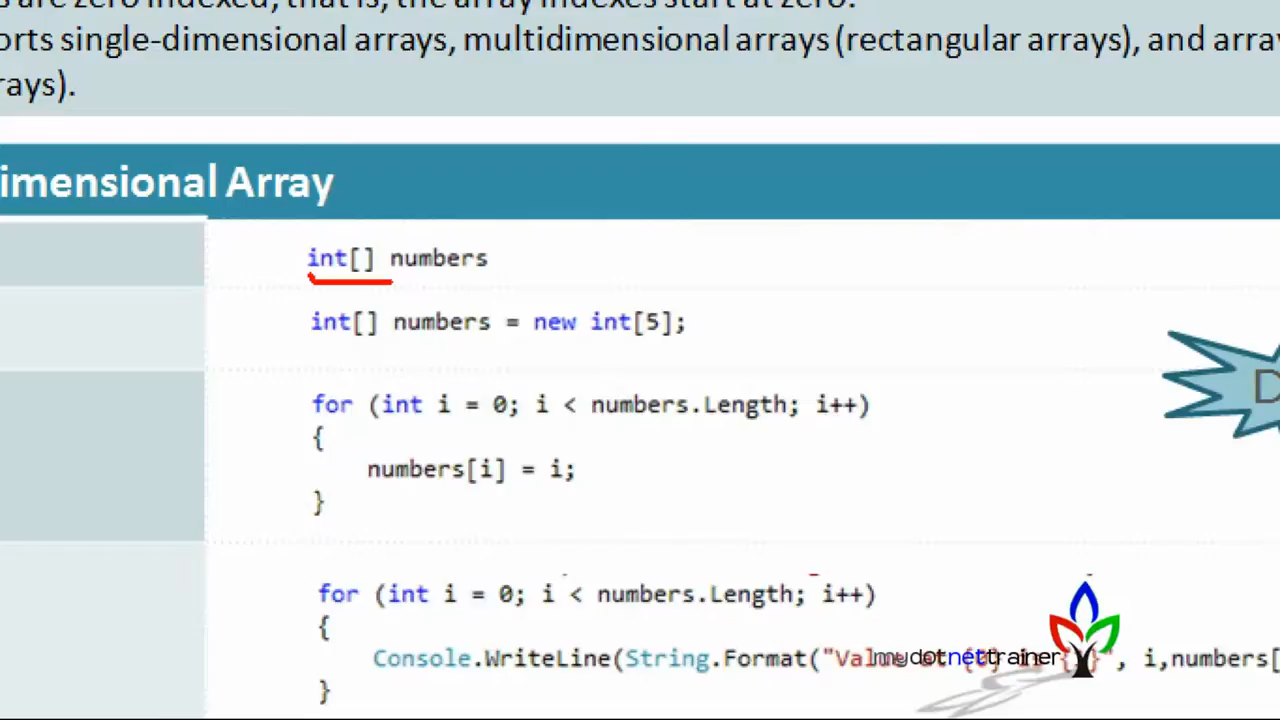 s are zero indexed, that is, the array indexes start at zero.
orts single-dimensional arrays, multidimensional arrays (rectangular arrays), and array
rays).
imensional Array
int[] numbers
int[] numbers = new int[5];
D
for (int i = 0; i < numbers.Length; i++)
{
numbers[i] = i;
}
for (int i = 0; i < numbers.Length; i++)
{
Console.WriteLine(String.Format("Val {0} }", i,numbers[
mydotnettrainer
}